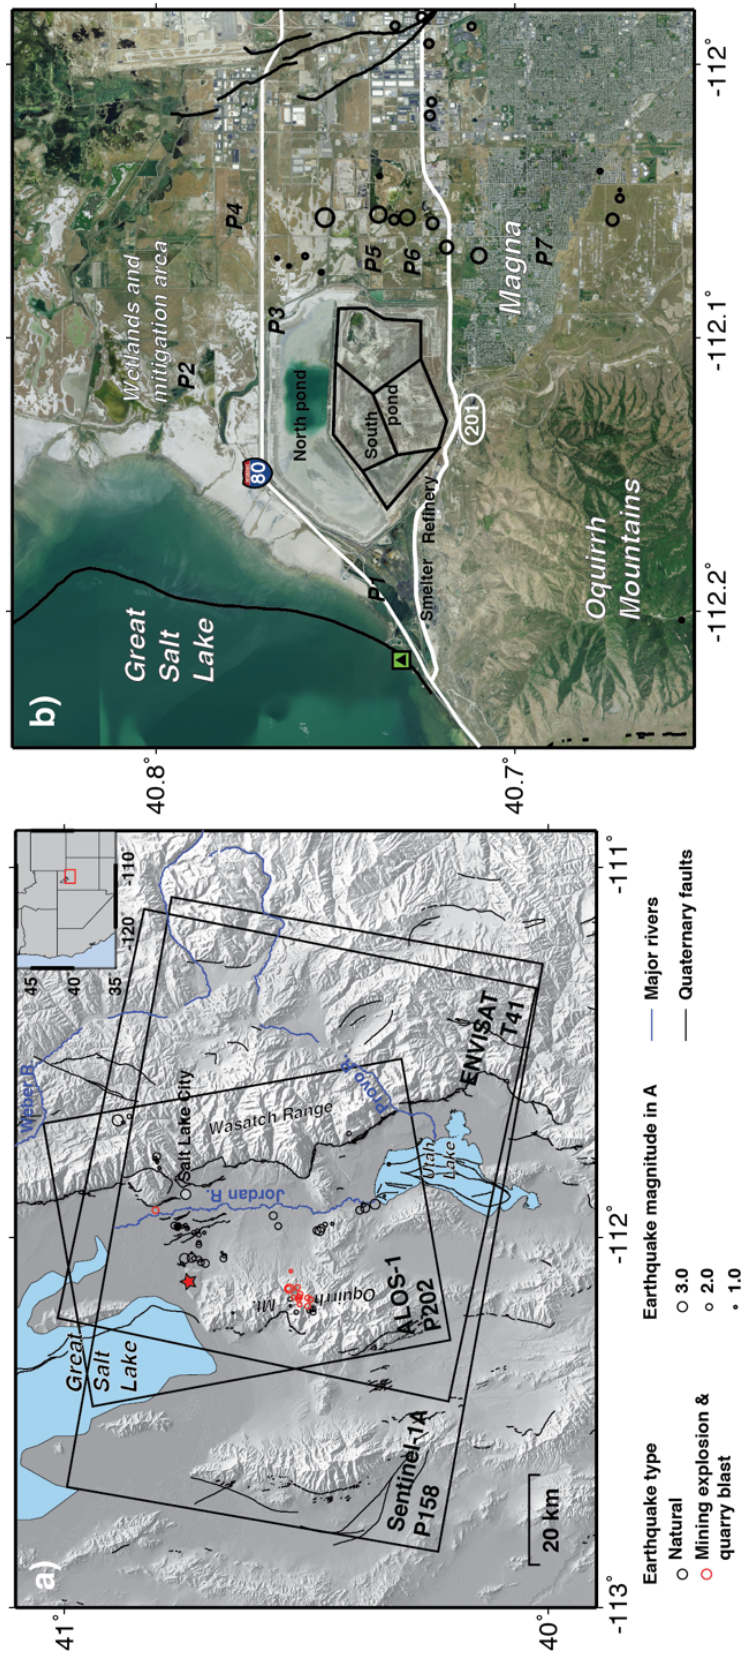 a)
41°
40°
-113°
-112°
-111°
45
40
35
-120°
-110°
Great
Salt
Lake
Weber R.
Salt Lake City
Wasatch Range
Jordan R.
Provo R.
Utah
Lake
Oquirrh
Mt.
ALOS-1
P202
ENVISAT
T41
Sentinel-1A
P158
20 km
Earthquake type
Natural
Mining explosion &
quarry blast
Earthquake magnitude in A
3.0
2.0
1.0
Major rivers
Quaternary faults
b)
40.8°
40.7°
-112.2°
-112.1°
-112°
Great
Salt
Lake
Wetlands and
mitigation area
P2
P4
P3
80
North pond
South
pond
P5
P6
P1
Smelter
Refinery
201
Magna
P7
Oquirrh
Mountains